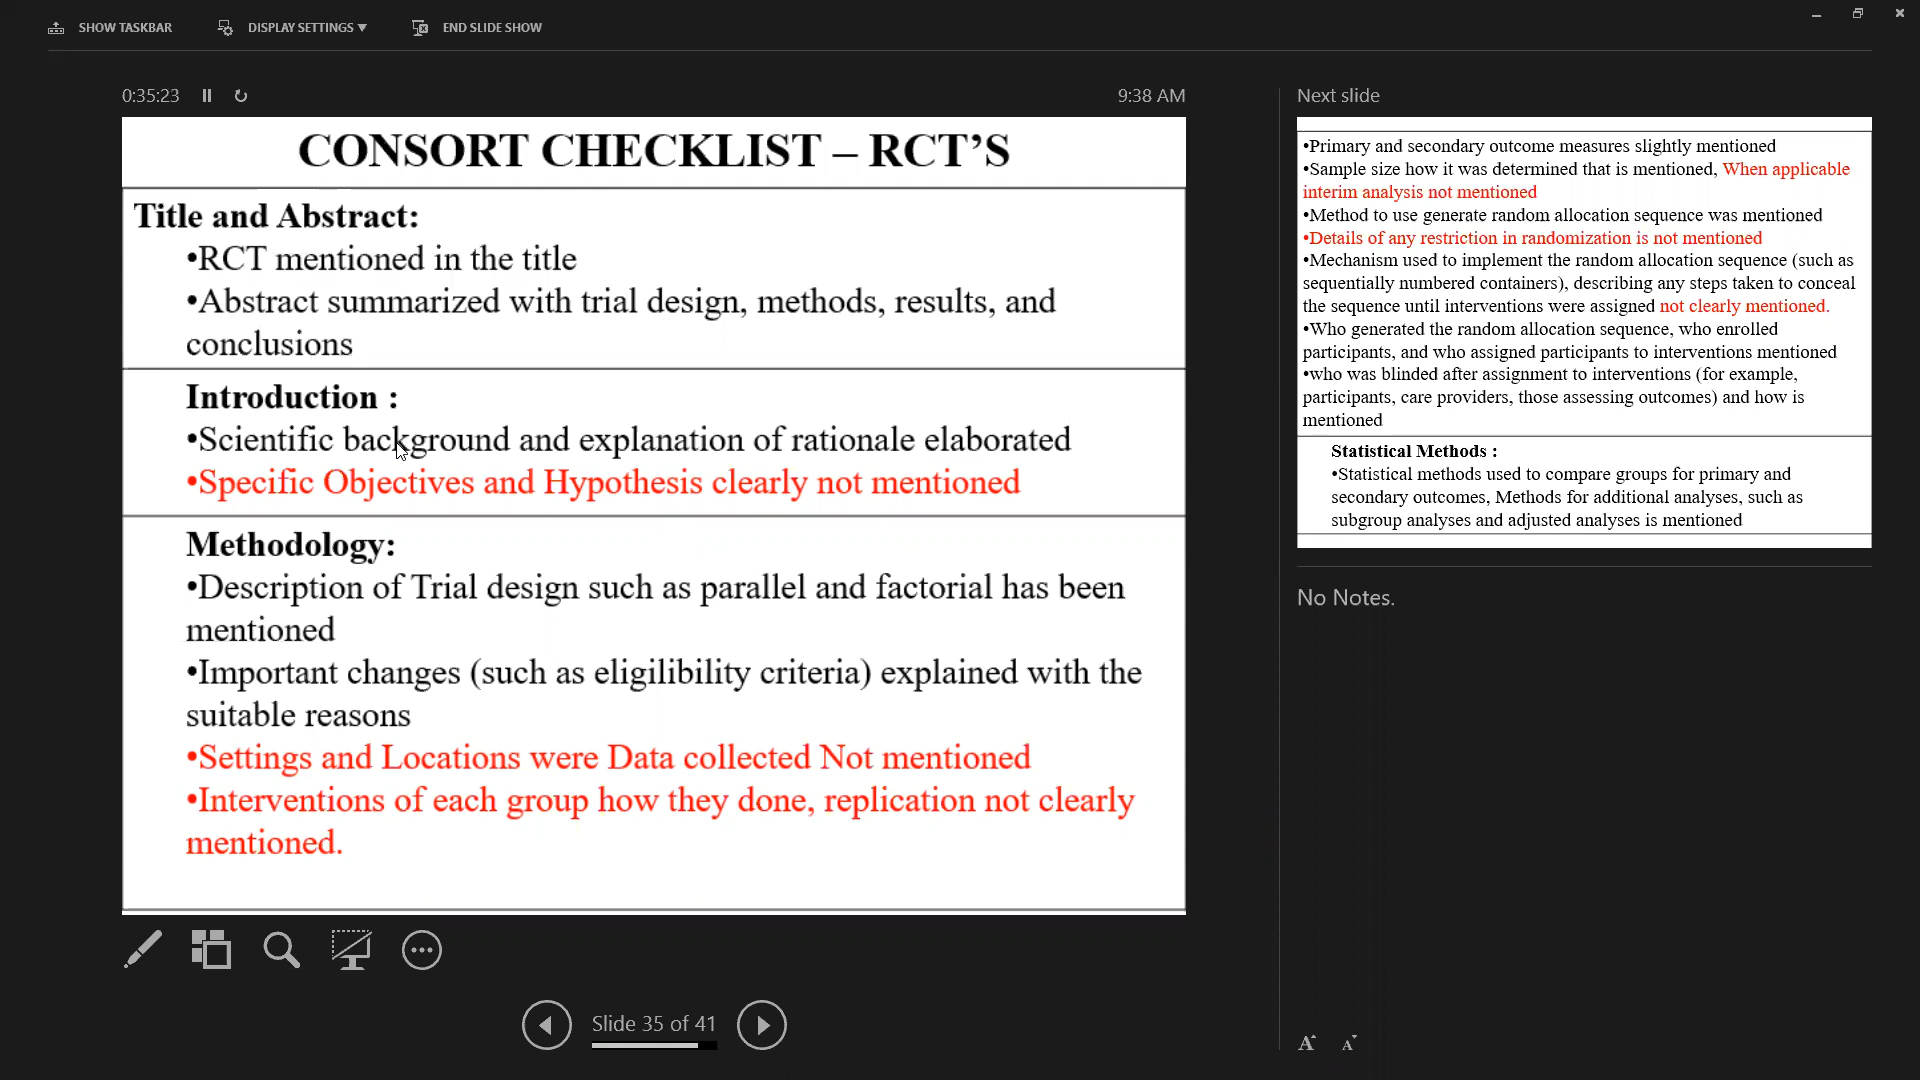 SHOW TASKBAR
DISPLAY SETTINGS ▼
END SLIDE SHOW
0:35:23
9:38 AM
CONSORT CHECKLIST – RCT’S
Title and Abstract:
•RCT mentioned in the title
•Abstract summarized with trial design, methods, results, and
conclusions
Introduction :
•Scientific background and explanation of rationale elaborated
•Specific Objectives and Hypothesis clearly not mentioned
Methodology:
•Description of Trial design such as parallel and factorial has been
mentioned
•Important changes (such as eligilibility criteria) explained with the
suitable reasons
•Settings and Locations were Data collected Not mentioned
•Interventions of each group how they done, replication not clearly
mentioned.
Slide 35 of 41
Next slide
•Primary and secondary outcome measures slightly mentioned
•Sample size how it was determined that is mentioned, When applicable
interim analysis not mentioned
•Method to use generate random allocation sequence was mentioned
•Details of any restriction in randomization is not mentioned
•Mechanism used to implement the random allocation sequence (such as
sequentially numbered containers), describing any steps taken to conceal
the sequence until interventions were assigned not clearly mentioned.
•Who generated the random allocation sequence, who enrolled
participants, and who assigned participants to interventions mentioned
•who was blinded after assignment to interventions (for example,
participants, care providers, those assessing outcomes) and how is
mentioned
Statistical Methods :
•Statistical methods used to compare groups for primary and
secondary outcomes, Methods for additional analyses, such as
subgroup analyses and adjusted analyses is mentioned
No Notes.
A A